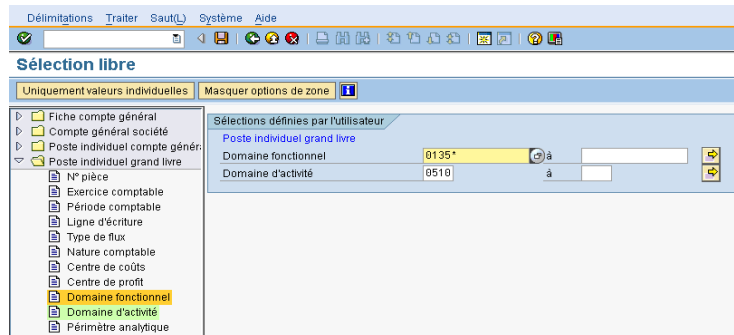 Délimitations Traiter Saut(L) Système Aide
Sélection libre
Uniquement valeurs individuelles Masquer options de zone
Fiche compte général
Compte général société
Poste individuel compte génér
Poste individuel grand livre
N° pièce
Exercice comptable
Période comptable
Ligne d'écriture
Type de flux
Nature comptable
Centre de coûts
Centre de profit
Domaine fonctionnel
Domaine d'activité
Périmètre analytique
Sélections définies par l'utilisateur
Poste individuel grand livre
Domaine fonctionnel 0135* à
Domaine d'activité 0510 à